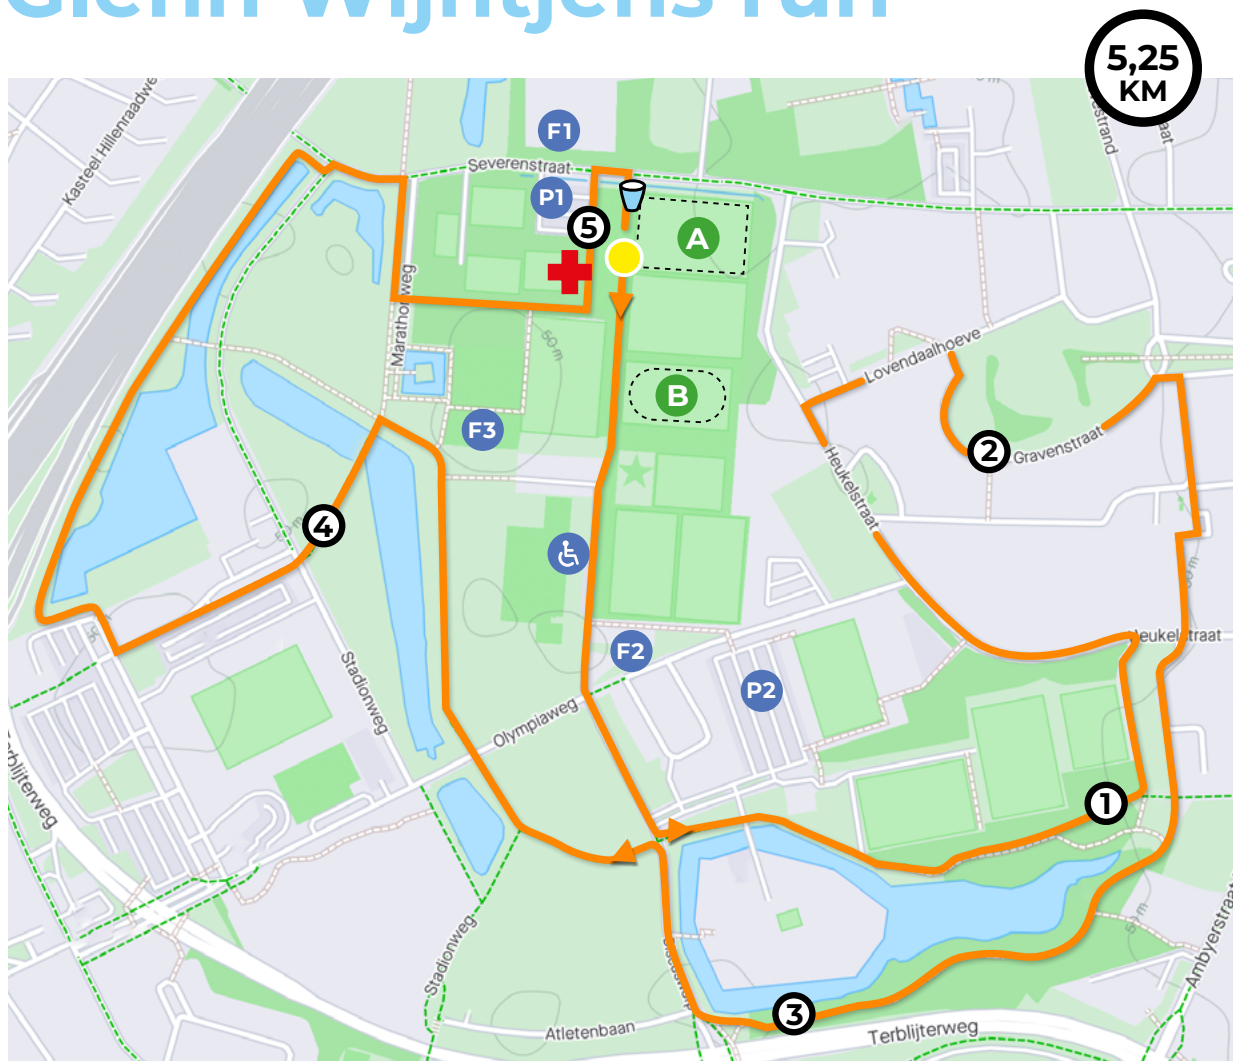 Glenn Wijntjens run
5,25
KM
Kasteel Hillenraadweg
F1
Severenstraat
P1
5
A
Marathonweg
50-m
Lovendaalhoeve
B
F3
2
Gravenstraat
Heukelstraat
4
F2
Heukelstraat
P2
Stadionweg
Olympiaweg
1
Terblijterweg
50-m
Stadionweg
Ambyerstraat
3
Atletenbaan
Terblijterweg